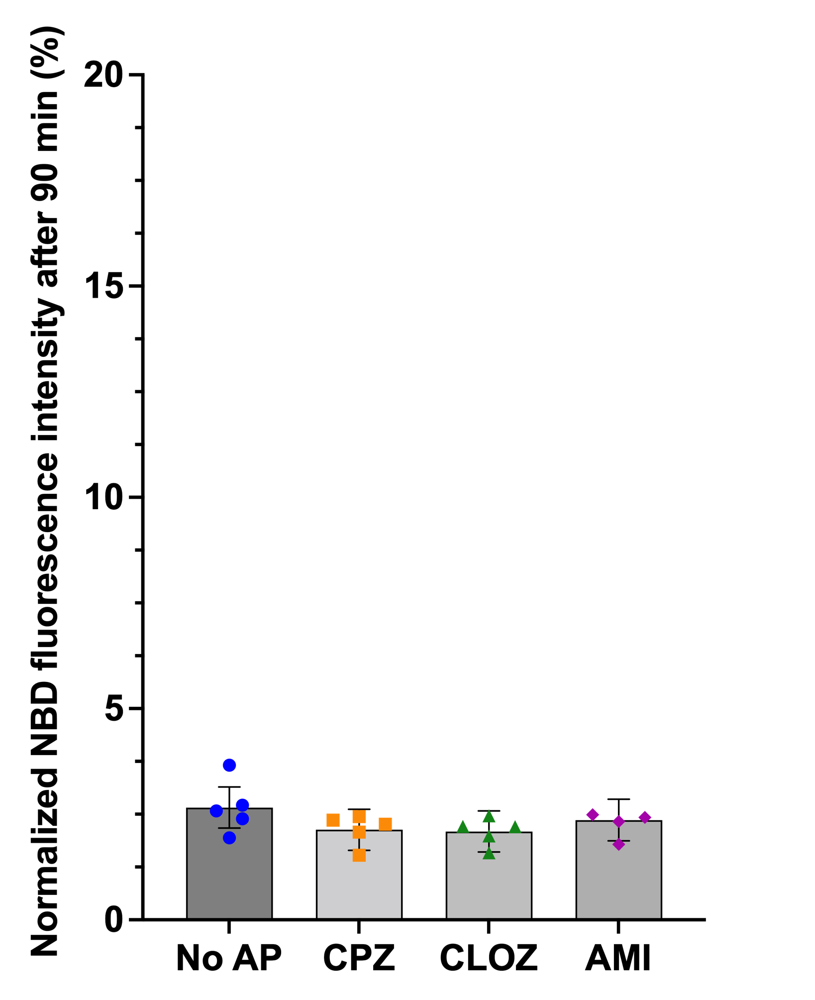 Normalized NBD fluorescence intensity after 90 min (%)
20
15
10
5
0
No AP
CPZ
CLOZ
AMI